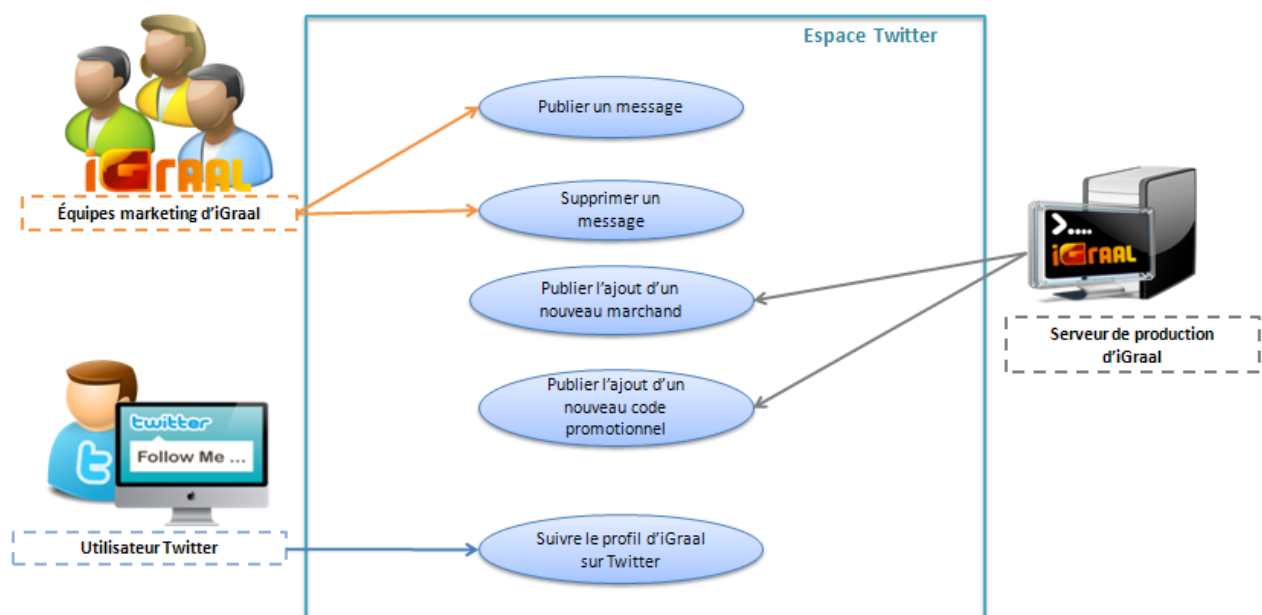 Espace Twitter
iGRAAL
Équipes marketing d'iGraal
Publier un message
Supprimer un
message
Publier l'ajout d'un
nouveau marchand
Publier l'ajout d'un
nouveau code
promotionnel
>....
iGRAAL
Serveur de production
d'iGraal
t
twitter
Follow Me ...
Utilisateur Twitter
Suivre le profil d'iGraal
sur Twitter